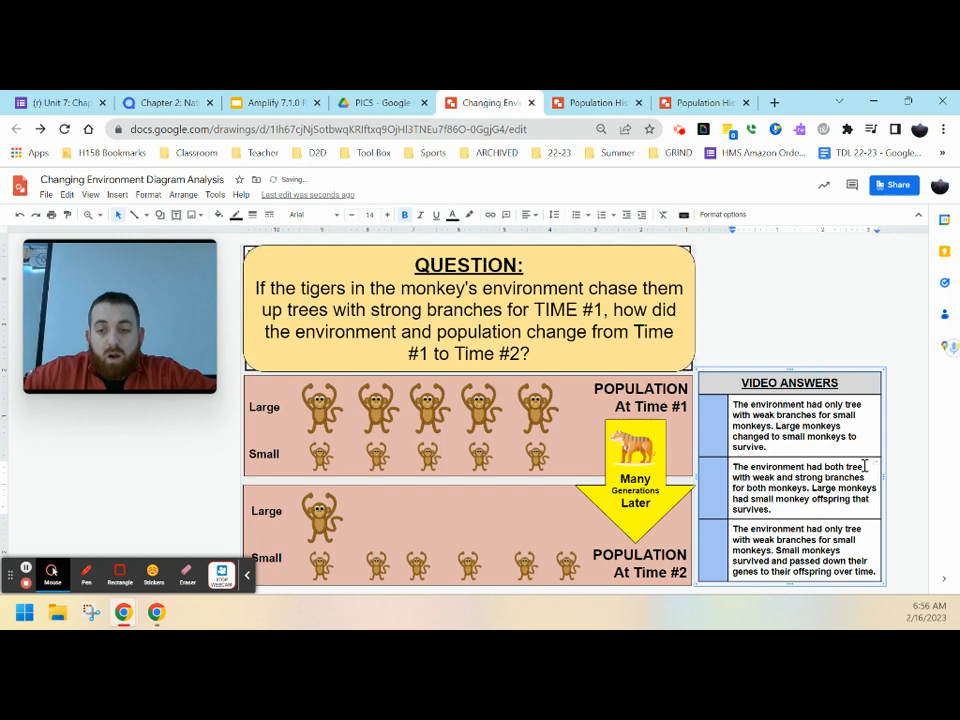 (r) Unit 7: Chap
Chapter 2: Nat
Amplify 7.1.0 R
PICS - Google
Changing Envi
Population His
Population His
docs.google.com/drawings/d/1Ih67cjNjSotbwqKRIftxq9OjHl3TNEu7f86O-0GgjG4/edit
Apps
H158 Bookmarks
Classroom
Teacher
D2D
Tool Box
Sports
ARCHIVED
22-23
Summer
GRIND
HMS Amazon Orde...
TDL 22-23 - Google...
Changing Environment Diagram Analysis
Saving...
Share
File Edit View Insert Format Arrange Tools Help
Last edit was seconds ago
Arial
14
B I U A
Format options
QUESTION:
If the tigers in the monkey's environment chase them
up trees with strong branches for TIME #1, how did
the environment and population change from Time
#1 to Time #2?
Large
Small
POPULATION
At Time #1
Many
Generations
Later
Large
Small
POPULATION
At Time #2
VIDEO ANSWERS
The environment had only tree
with weak branches for small
monkeys. Large monkeys
changed to small monkeys to
survive.
The environment had both tree
with weak and strong branches
for both monkeys. Large monkeys
had small monkey offspring that
survives.
The environment had only tree
with weak branches for small
monkeys. Small monkeys
survived and passed down their
genes to their offspring over time.
Mouse
Pen
Rectangle
Stickers
Eraser
STOP
WEBCAM
6:56 AM
2/16/2023